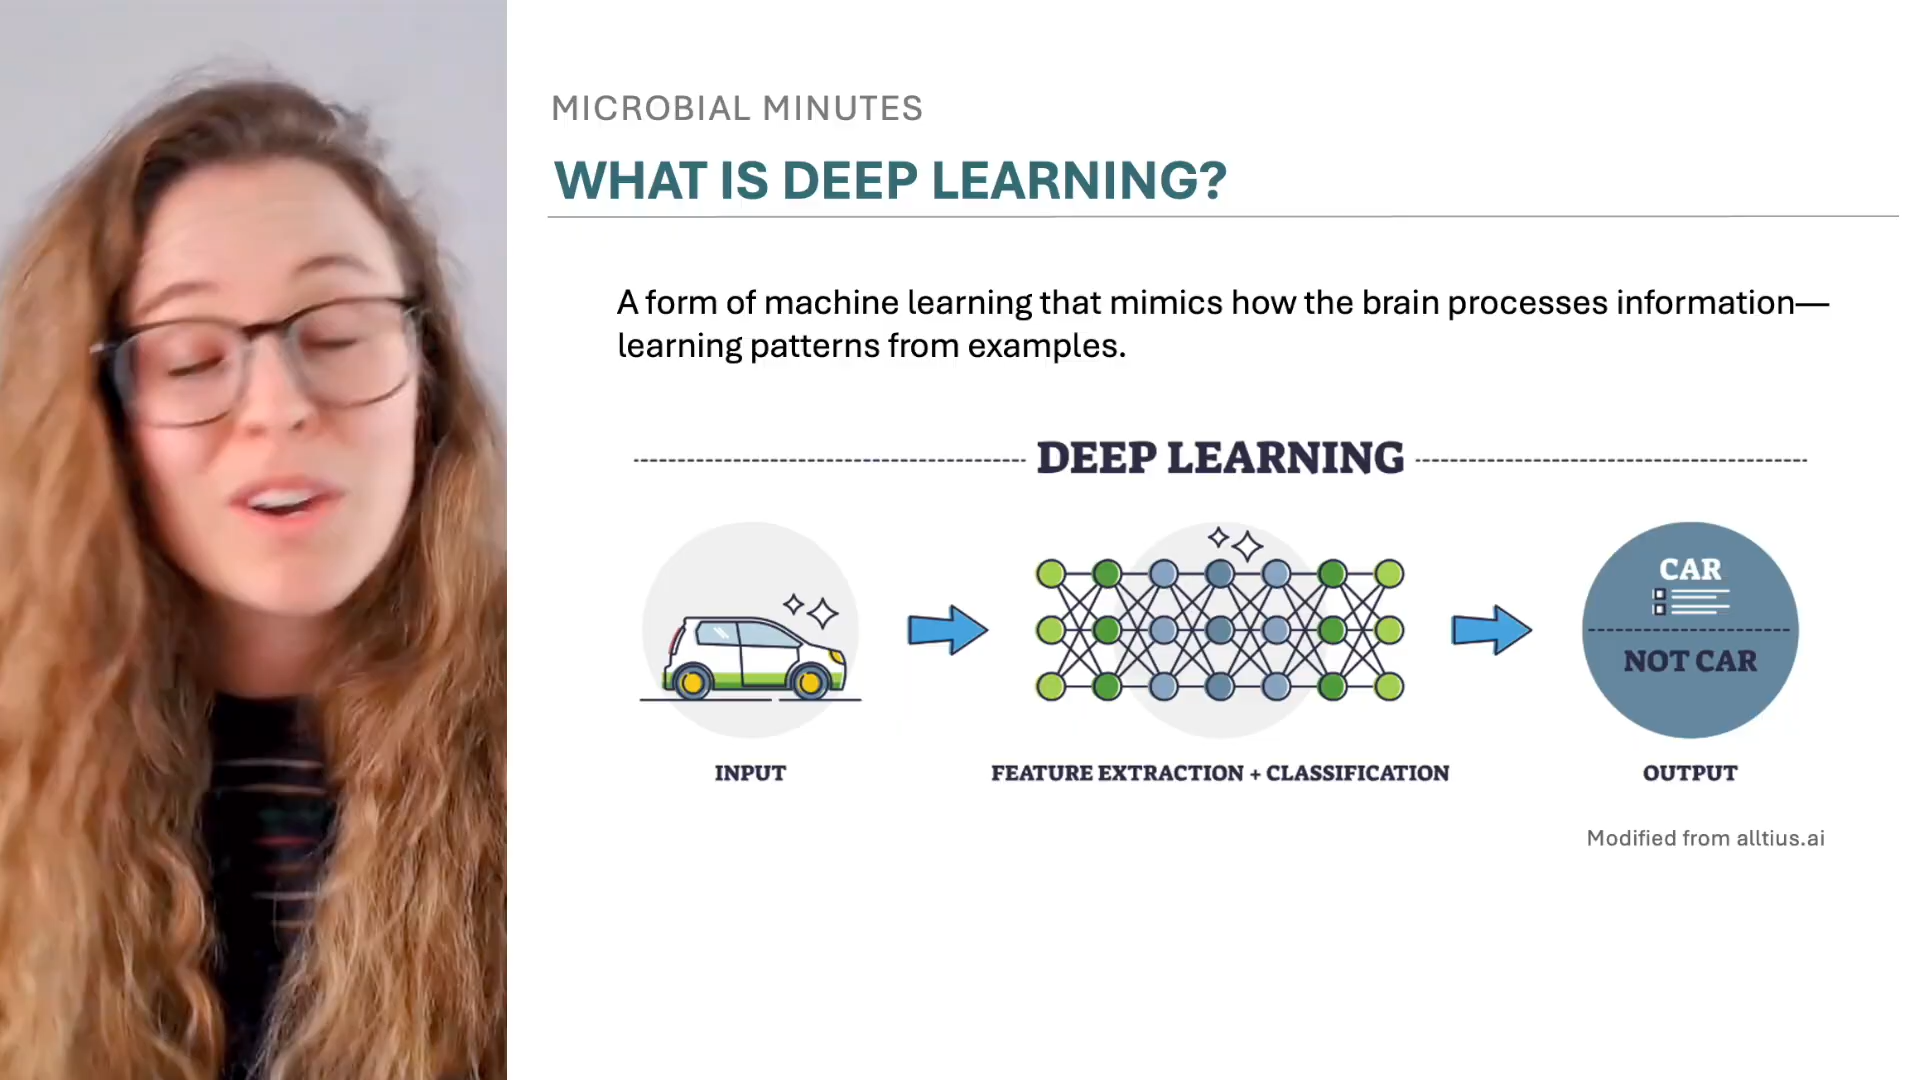 MICROBIAL MINUTES
WHAT IS DEEP LEARNING?
A form of machine learning that mimics how the brain processes information—
learning patterns from examples.
DEEP LEARNING
CAR
NOT CAR
INPUT
FEATURE EXTRACTION + CLASSIFICATION
OUTPUT
Modified from alltius.ai